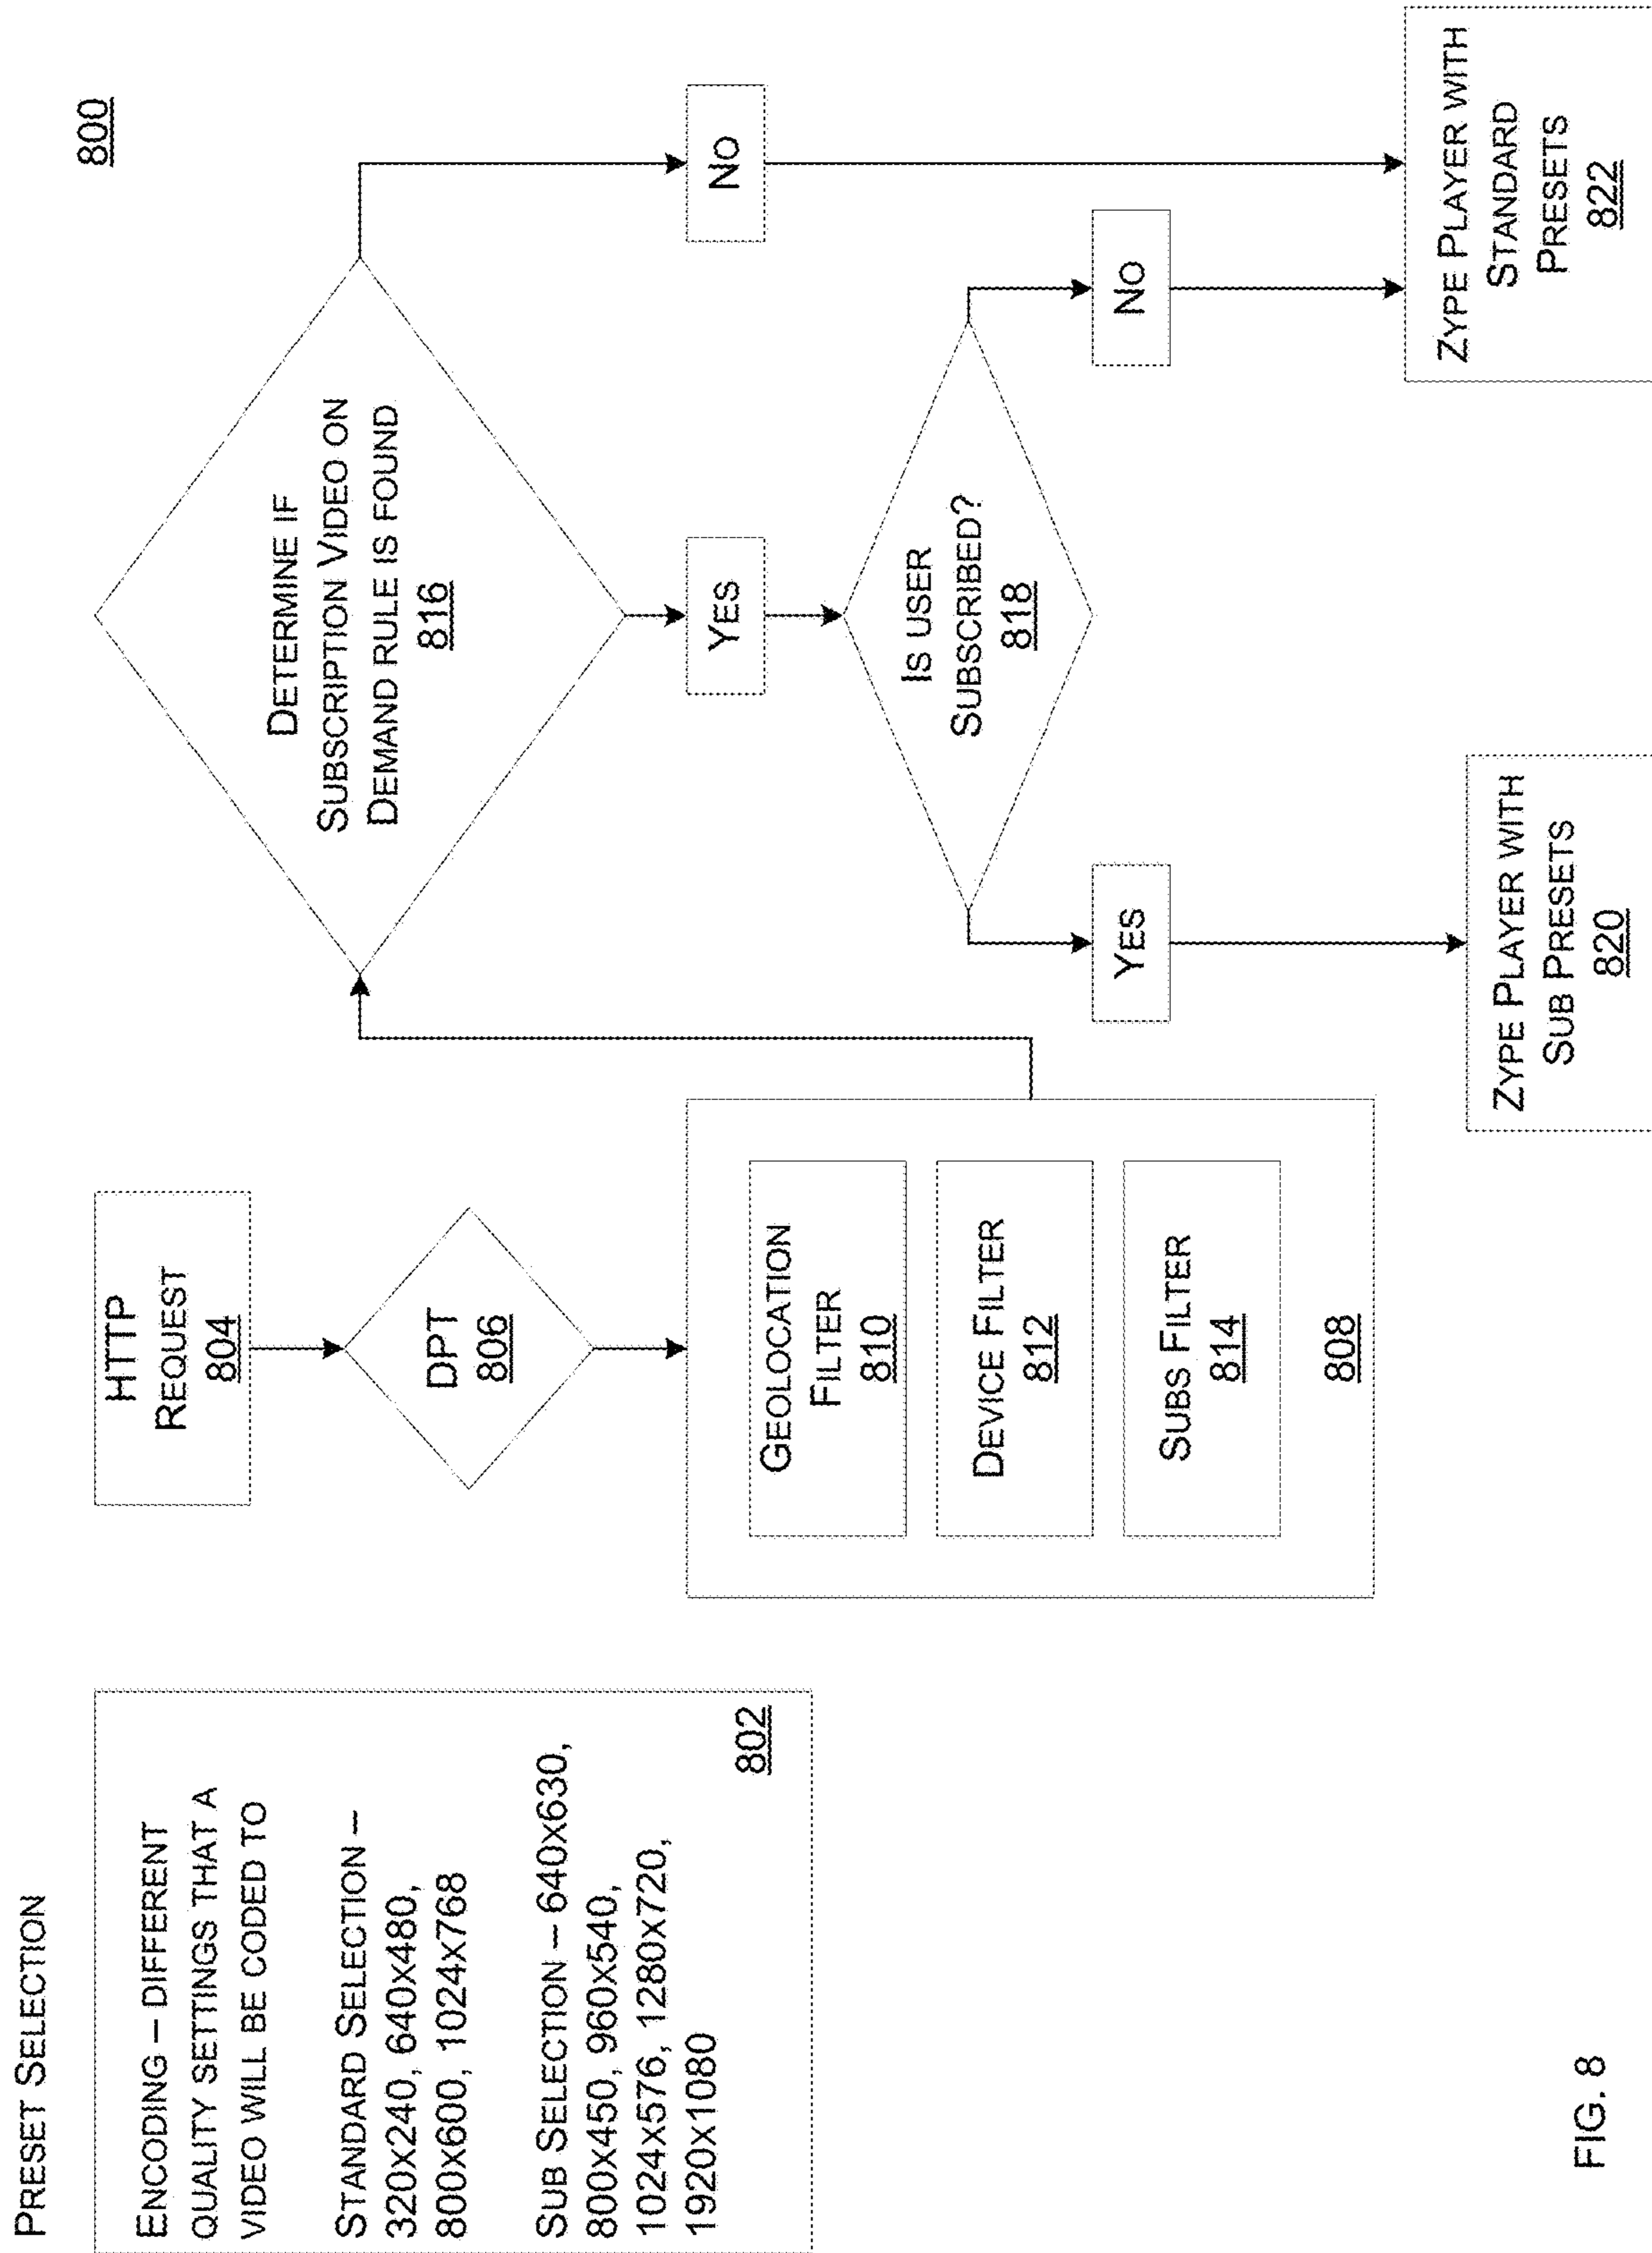 PRESET SELECTION
800
ENCODING – DIFFERENT
QUALITY SETTINGS THAT A
VIDEO WILL BE CODED TO
STANDARD SELECTION –
320X240, 640X480,
800X600, 1024X768
SUB SELECTION – 640X630,
800X450, 960X540,
1024X576, 1280X720,
1920X1080
802
HTTP
REQUEST
804
DPT
806
GEOLOCATION
FILTER
810
DEVICE FILTER
812
SUBS FILTER
814
808
DETERMINE IF
SUBSCRIPTION VIDEO ON
DEMAND RULE IS FOUND
816
YES
NO
IS USER
SUBSCRIBED?
818
YES
NO
ZYPE PLAYER WITH
SUB PRESETS
820
ZYPE PLAYER WITH
STANDARD
PRESETS
822
FIG. 8